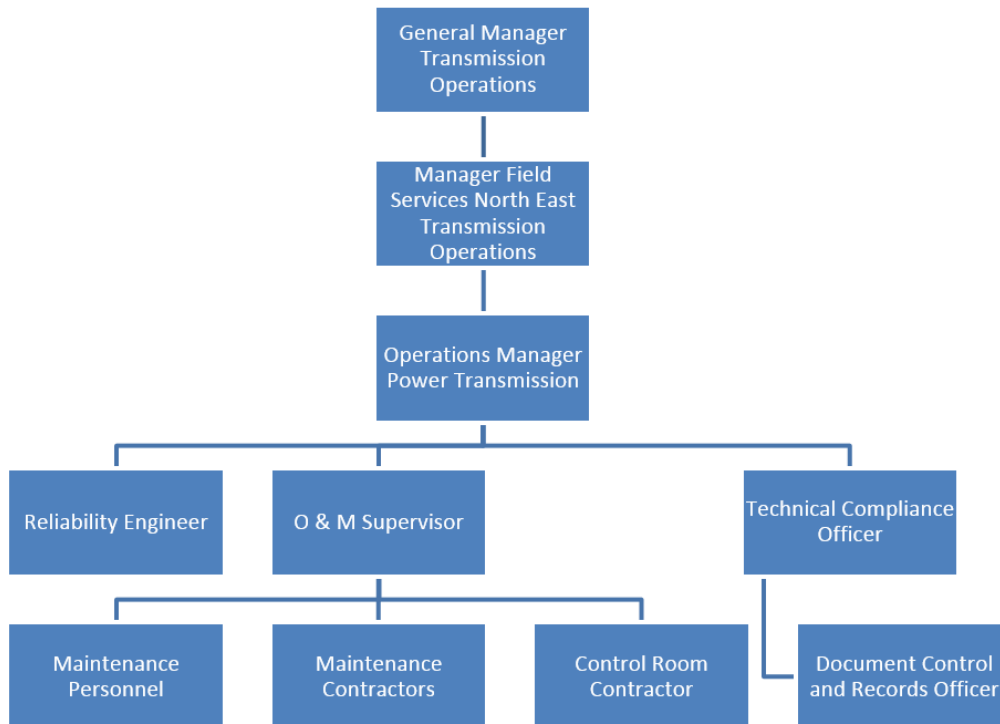 General Manager
Transmission
Operations
Manager Field
Services North East
Transmission
Operations
Operations Manager
Power Transmission
Reliability Engineer
O & M Supervisor
Technical Compliance
Officer
Maintenance
Personnel
Maintenance
Contractors
Control Room
Contractor
Document Control
and Records Officer